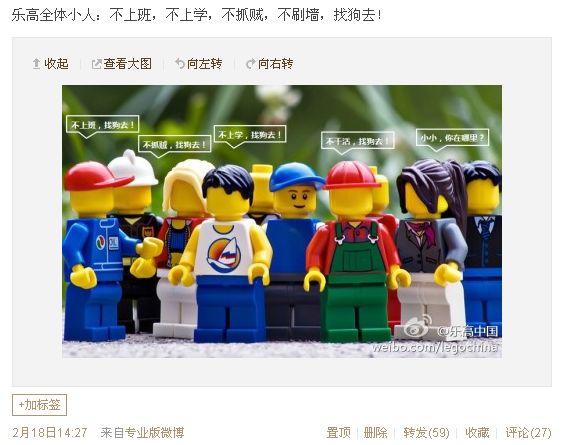 乐高全体小人：不上班，不上学，不抓贼，不刷墙，找狗去！
收起 查看大图 向左转 向右转
不上班，找狗去！
不抓贼，找狗去！
不上学，找狗去！
不干活，找狗去！
小小，你在哪里？
@乐高中国
weibo.com/legochina
+加标签
2月18日14:27 来自专业版微博
置顶 | 删除 | 转发(59) | 收藏 | 评论(27)